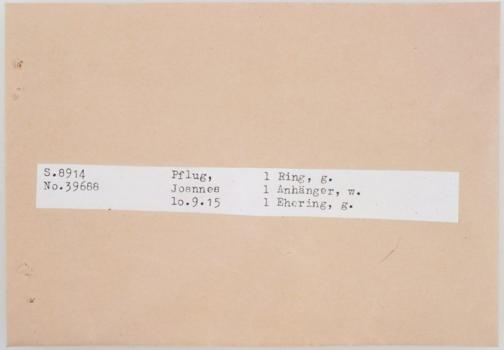 S.8914 Pflug, 1 Ring, g.
No.39688 Joannes 1 Anhänger, w.
lo.9.15 1 Ehering, g.